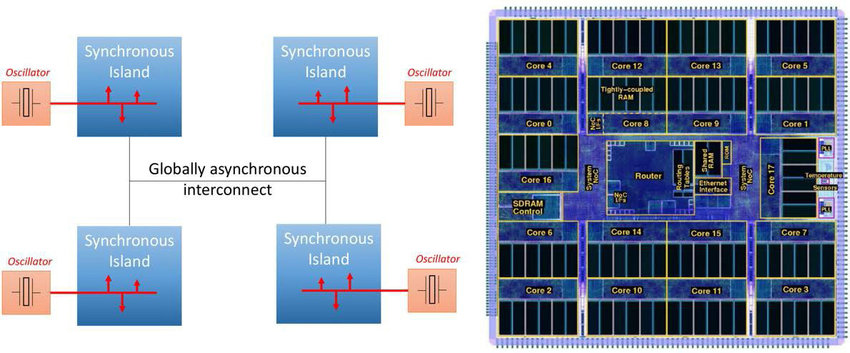 Synchronous
Island
Oscillator
Synchronous
Island
Oscillator
Globally asynchronous
interconnect
Synchronous
Island
Oscillator
Synchronous
Island
Oscillator
Core 4
Core 12
Core 13
Core 5
Tightly-coupled
RAM
Core 0
NoC
I/Fs
Core 8
Core 9
Core 1
Core 16
System NoC
Router
Routing
Tables
Shared
RAM
ROM
Ethernet
Interface
System NoC
Core 17
PLL
Temperature
Sensors
PLL
NoC
I/Fs
SDRAM
Control
Core 6
Core 14
Core 15
Core 7
Core 2
Core 10
Core 11
Core 3